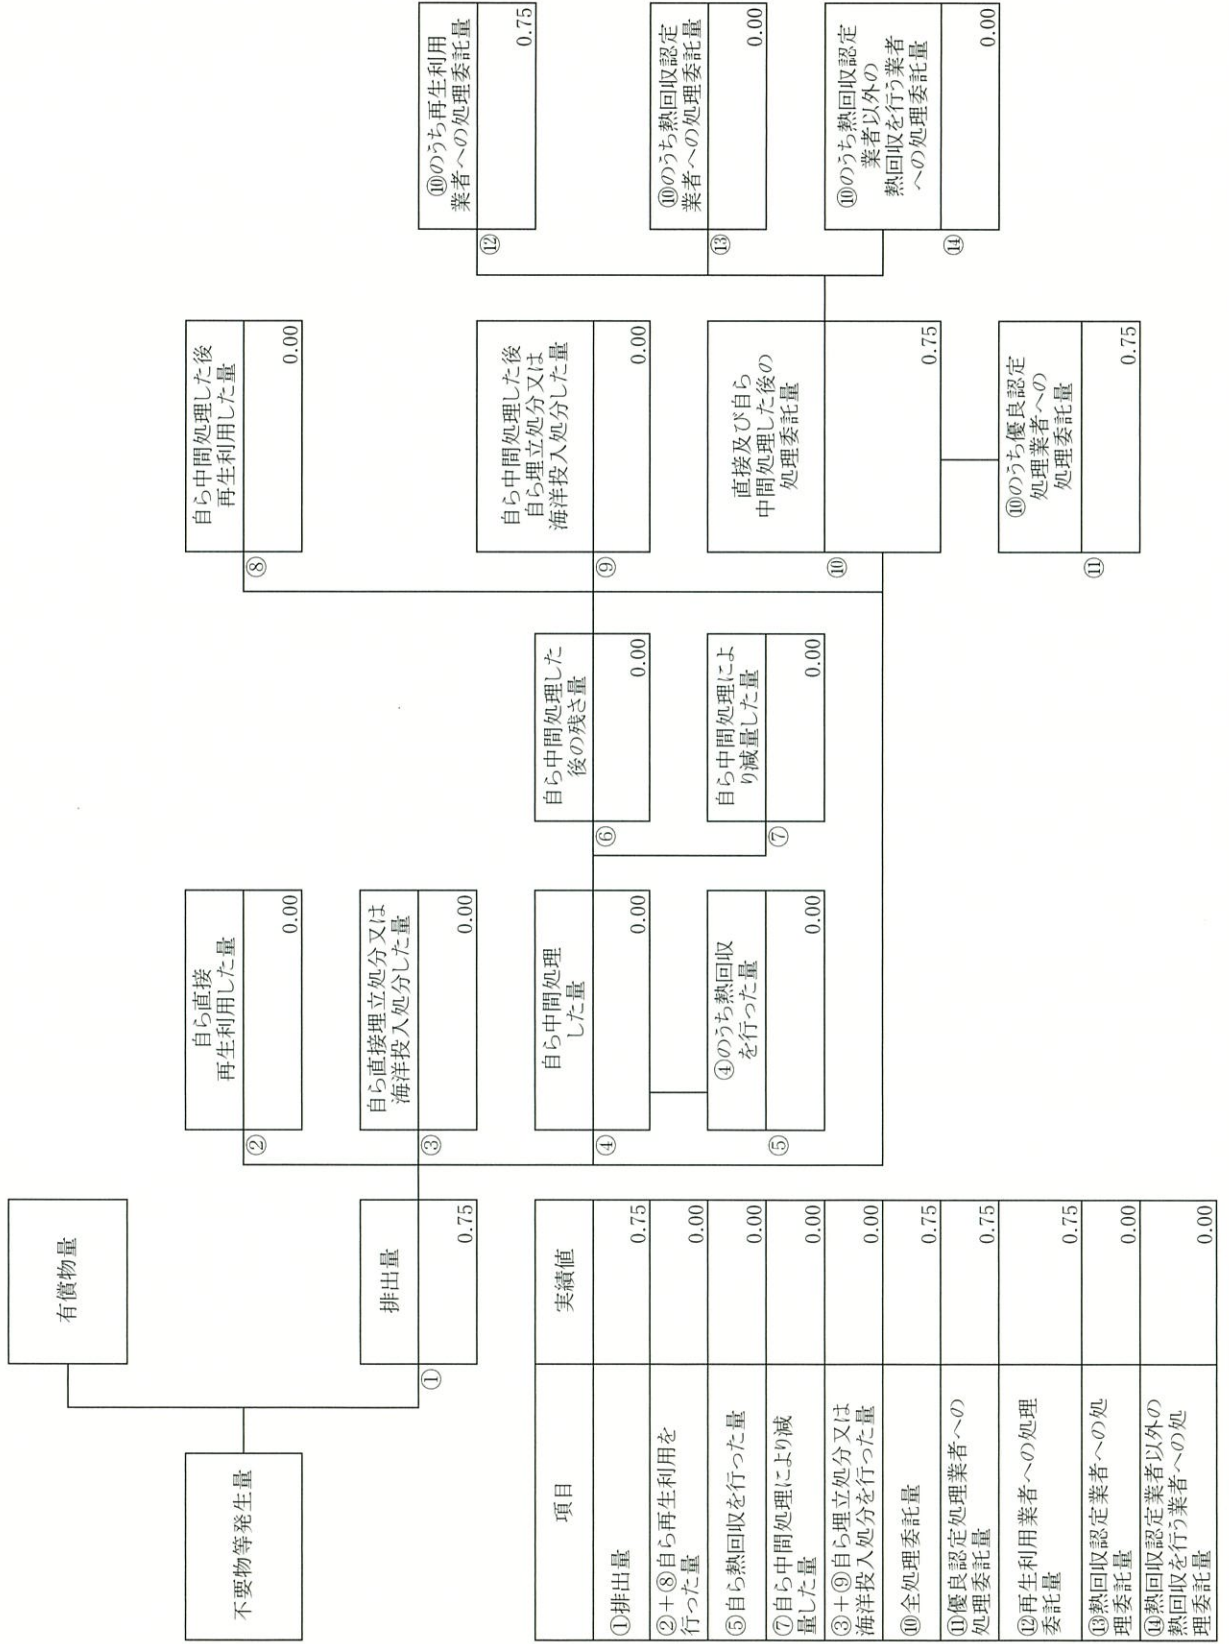 不要物等発生量
有償物量
排出量
①
0.75
自ら直接
再生利用した量
②
0.00
自ら直接埋立処分又は
海洋投入処分した量
③
0.00
自ら中間処理
した量
④
0.00
④のうち熱回収
を行った量
⑤
0.00
自ら中間処理した
後の残さ量
⑥
0.00
自ら中間処理によ
り減量した量
⑦
0.00
自ら中間処理した後
再生利用した量
⑧
0.00
自ら中間処理した後
自ら埋立処分又は
海洋投入処分した量
⑨
0.00
直接及び自ら
中間処理した後の
処理委託量
⑩
0.75
⑩のうち優良認定
処理業者への
処理委託量
⑪
0.75
⑩のうち再生利用
業者への処理委託量
⑫
0.75
⑩のうち熱回収認定
業者への処理委託量
⑬
0.00
⑩のうち熱回収認定
業者以外の
熱回収を行う業者
への処理委託量
⑭
0.00
項目
実績値
①排出量
0.75
②+⑧自ら再生利用を
行った量
0.00
⑤自ら熱回収を行った量
0.00
⑦自ら中間処理により減
量した量
0.00
③+⑨自ら埋立処分又は
海洋投入処分を行った量
0.00
⑩全処理委託量
0.75
⑪優良認定処理業者への
処理委託量
0.75
⑫再生利用業者への処理
委託量
0.75
⑬熱回収認定業者への処
理委託量
0.00
⑭熱回収認定業者以外の
熱回収を行う業者への処
理委託量
0.00